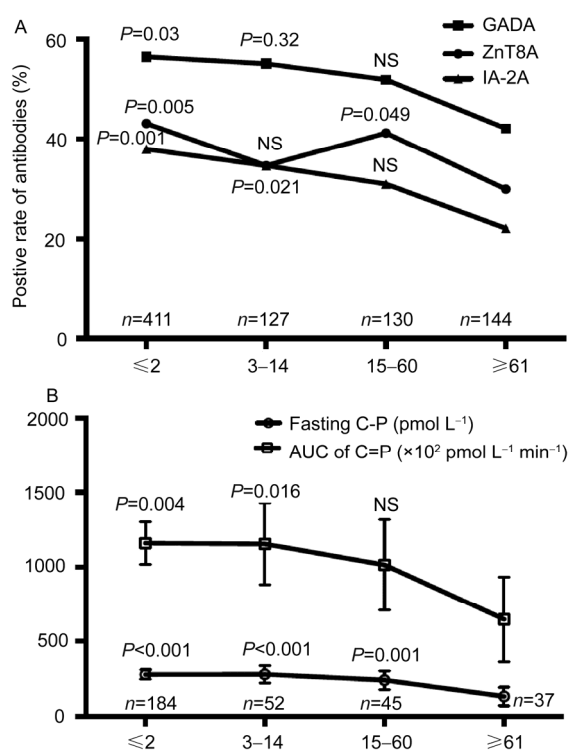 A
GADA
ZnT8A
IA-2A
Postive rate of antibodies (%)
60
40
20
0
P=0.03
P=0.32
NS
P=0.005
P=0.001
NS
P=0.049
P=0.021
NS
n=411
n=127
n=130
n=144
≤2
3–14
15–60
≥61
B
Fasting C-P (pmol L⁻¹)
AUC of C=P (×10² pmol L⁻¹ min⁻¹)
2000
1500
1000
500
0
P=0.004
P=0.016
NS
P<0.001
P<0.001
P=0.001
n=184
n=52
n=45
n=37
≤2
3–14
15–60
≥61